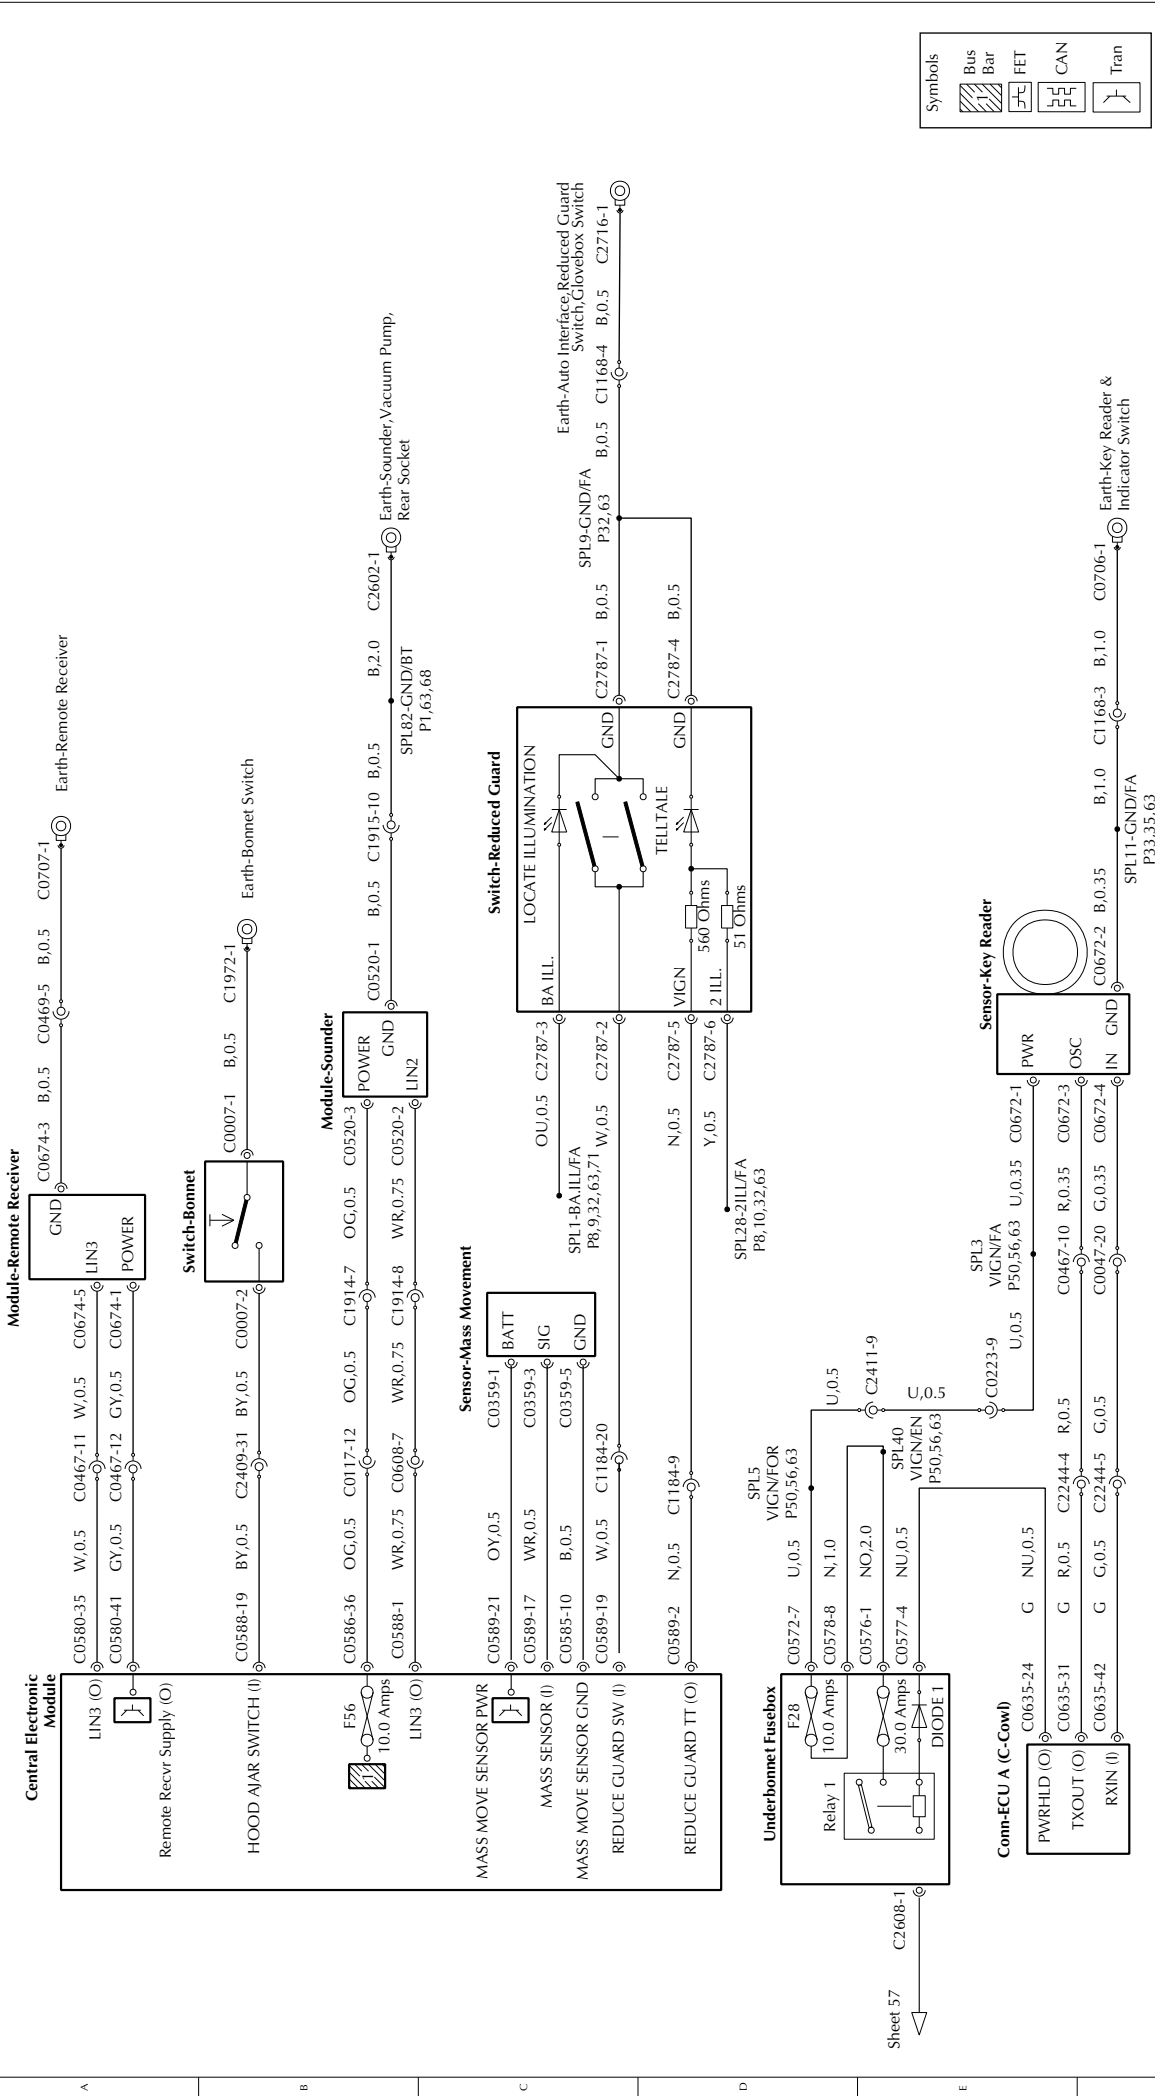 Symbols
Bus
Bar
FET
CAN
Tran
Module-Remote Receiver
Central Electronic
Module
LIN3 (O)
C0580-35
W,0.5
C0467-11
W,0.5
C0674-5
LIN3
GND
C0674-3
B,0.5
C0469-5
B,0.5
C0707-1
Earth-Remote Receiver
Remote Recvr Supply (O)
C0580-41
GY,0.5
C0467-12
GY,0.5
C0674-1
POWER
Switch-Bonnet
HOOD AJAR SWITCH (I)
C0588-19
BY,0.5
C2409-31
BY,0.5
C0007-2
C0007-1
B,0.5
C1972-1
Earth-Bonnet Switch
Module-Sounder
1
F56
10.0 Amps
C0586-36
OG,0.5
C0117-12
OG,0.5
C1914-7
OG,0.5
C0520-3
POWER
GND
C0520-1
B,0.5
C1915-10
B,0.5
SPL82-GND/BT
P1,63,68
B,2.0
C2602-1
Earth-Sounder,Vacuum Pump,
Rear Socket
LIN3 (O)
C0588-1
WR,0.75
C0608-7
WR,0.75
C1914-8
WR,0.75
C0520-2
LIN2
Sensor-Mass Movement
MASS MOVE SENSOR PWR
C0589-21
OY,0.5
C0359-1
BATT
MASS SENSOR (I)
C0589-17
WR,0.5
C0359-3
SIG
MASS MOVE SENSOR GND
C0585-10
B,0.5
C0359-5
GND
Switch-Reduced Guard
SPL1-BA.ILL/FA
P8,9,32,63,71
OU,0.5
C2787-3
BA ILL.
LOCATE ILLUMINATION
REDUCE GUARD SW (I)
C0589-19
W,0.5
C1184-20
W,0.5
C2787-2
GND
C2787-1
B,0.5
SPL9-GND/FA
P32,63
B,0.5
C1168-4
B,0.5
C2716-1
Earth-Auto Interface,Reduced Guard
Switch,Glovebox Switch
TELLTALE
REDUCE GUARD TT (O)
C0589-2
N,0.5
C1184-9
N,0.5
C2787-5
VIGN
560 Ohms
GND
C2787-4
B,0.5
SPL28-2ILL/FA
P8,10,32,63
Y,0.5
C2787-6
2 ILL.
51 Ohms
Underbonnet Fusebox
F28
10.0 Amps
C0572-7
U,0.5
SPL5
VIGN/FOR
P50,56,63
U,0.5
C2411-9
U,0.5
C0223-9
U,0.5
SPL3
VIGN/FA
P50,56,63
U,0.35
C0672-1
PWR
C0578-8
N,1.0
Relay 1
30.0 Amps
C0576-1
NO,2.0
SPL40
VIGN/EN
P50,56,63
DIODE 1
C0577-4
NU,0.5
Sheet 57
C2608-1
Conn-ECU A (C-Cowl)
PWRHLD (O)
C0635-24
G
NU,0.5
Sensor-Key Reader
TXOUT (O)
C0635-31
G
R,0.5
C2244-4
R,0.5
C0467-10
R,0.35
C0672-3
OSC
RXIN (I)
C0635-42
G
G,0.5
C2244-5
G,0.5
C0047-20
G,0.35
C0672-4
IN
GND
C0672-2
B,0.35
SPL11-GND/FA
P33,35,63
B,1.0
C1168-3
B,1.0
C0706-1
Earth-Key Reader &
Indicator Switch
A
B
C
D
E